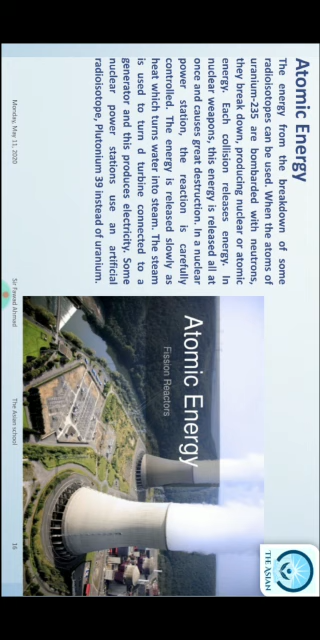 Atomic Energy
The energy from the breakdown of some
radioisotopes can be used. When the atoms of
uranium-235 are bombarded with neutrons,
they break down, producing nuclear or atomic
energy. Each collision releases energy. In
nuclear weapons, this energy is released all at
once and causes great destruction. In a nuclear
power station, the reaction is carefully
controlled. The energy is released slowly as
heat which turns water into steam. The steam
is used to turn d turbine connected to a
generator and this produces electricity. Some
nuclear power stations use an artificial
radioisotope, Plutonium 39 instead of uranium.
THE ASIAN
Atomic Energy
Fission Reactors
Monday, May 11, 2020
Sir Fawad Ahmad
The Asian school
16